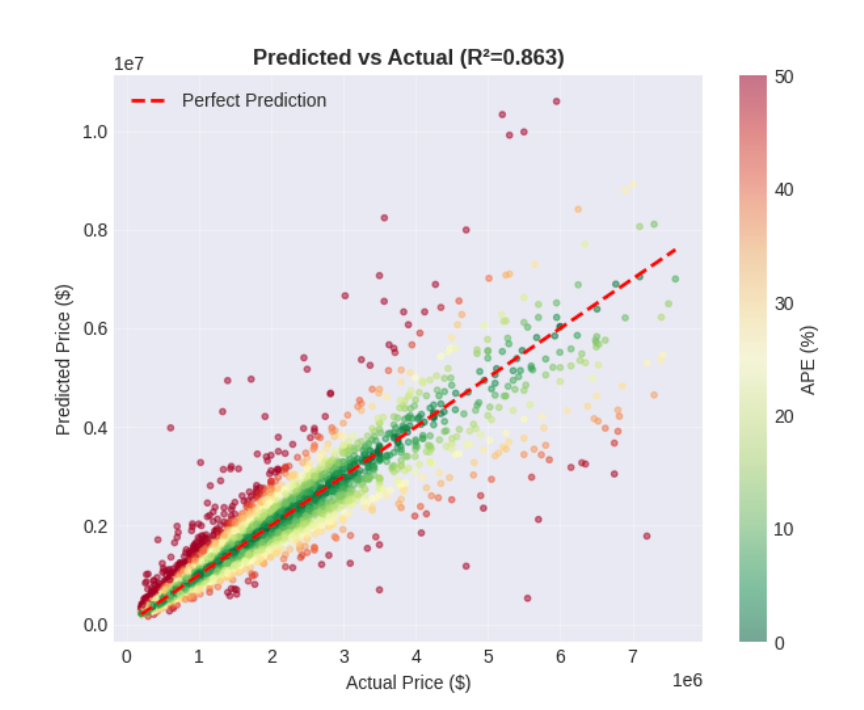 Predicted vs Actual (R²=0.863)
1e7
Perfect Prediction
1.0
0.8
0.6
0.4
0.2
0.0
Predicted Price ($)
0 1 2 3 4 5 6 7
1e6
Actual Price ($)
50
40
30
20
10
0
APE (%)